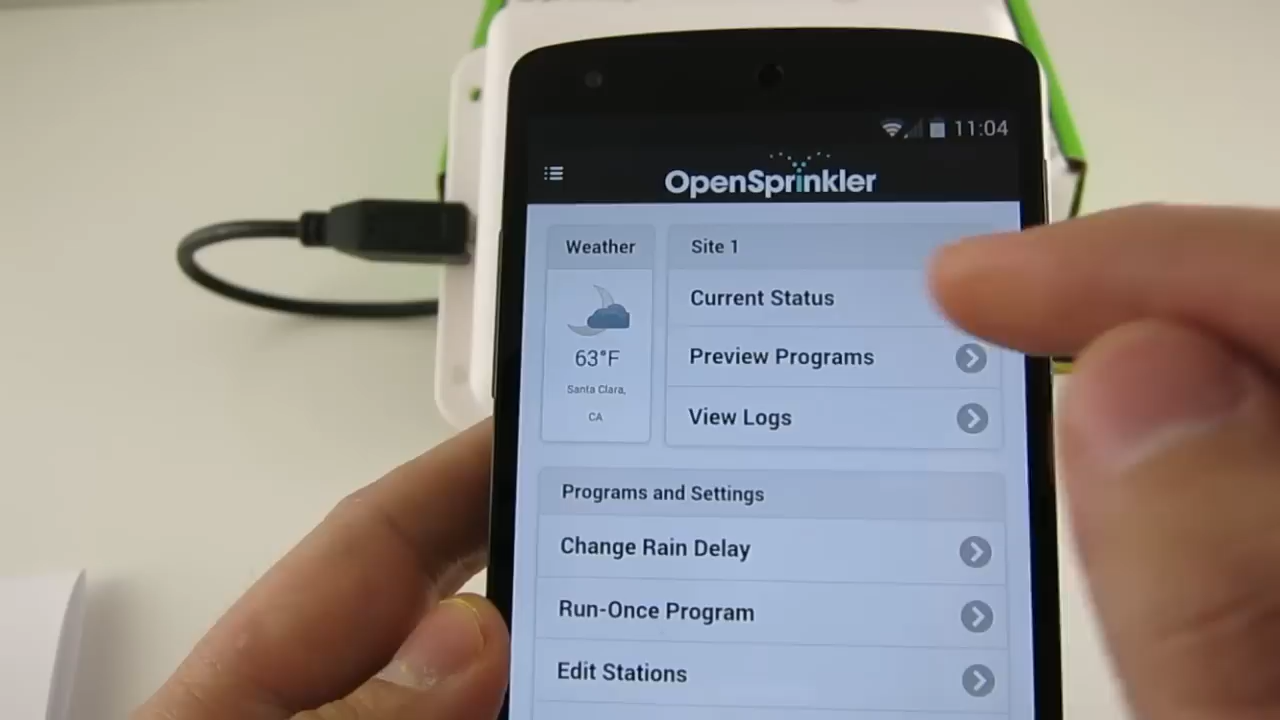 11:04
OpenSprinkler
Weather
63°F
Santa Clara,
CA
Site 1
Current Status
Preview Programs
View Logs
Programs and Settings
Change Rain Delay
Run-Once Program
Edit Stations